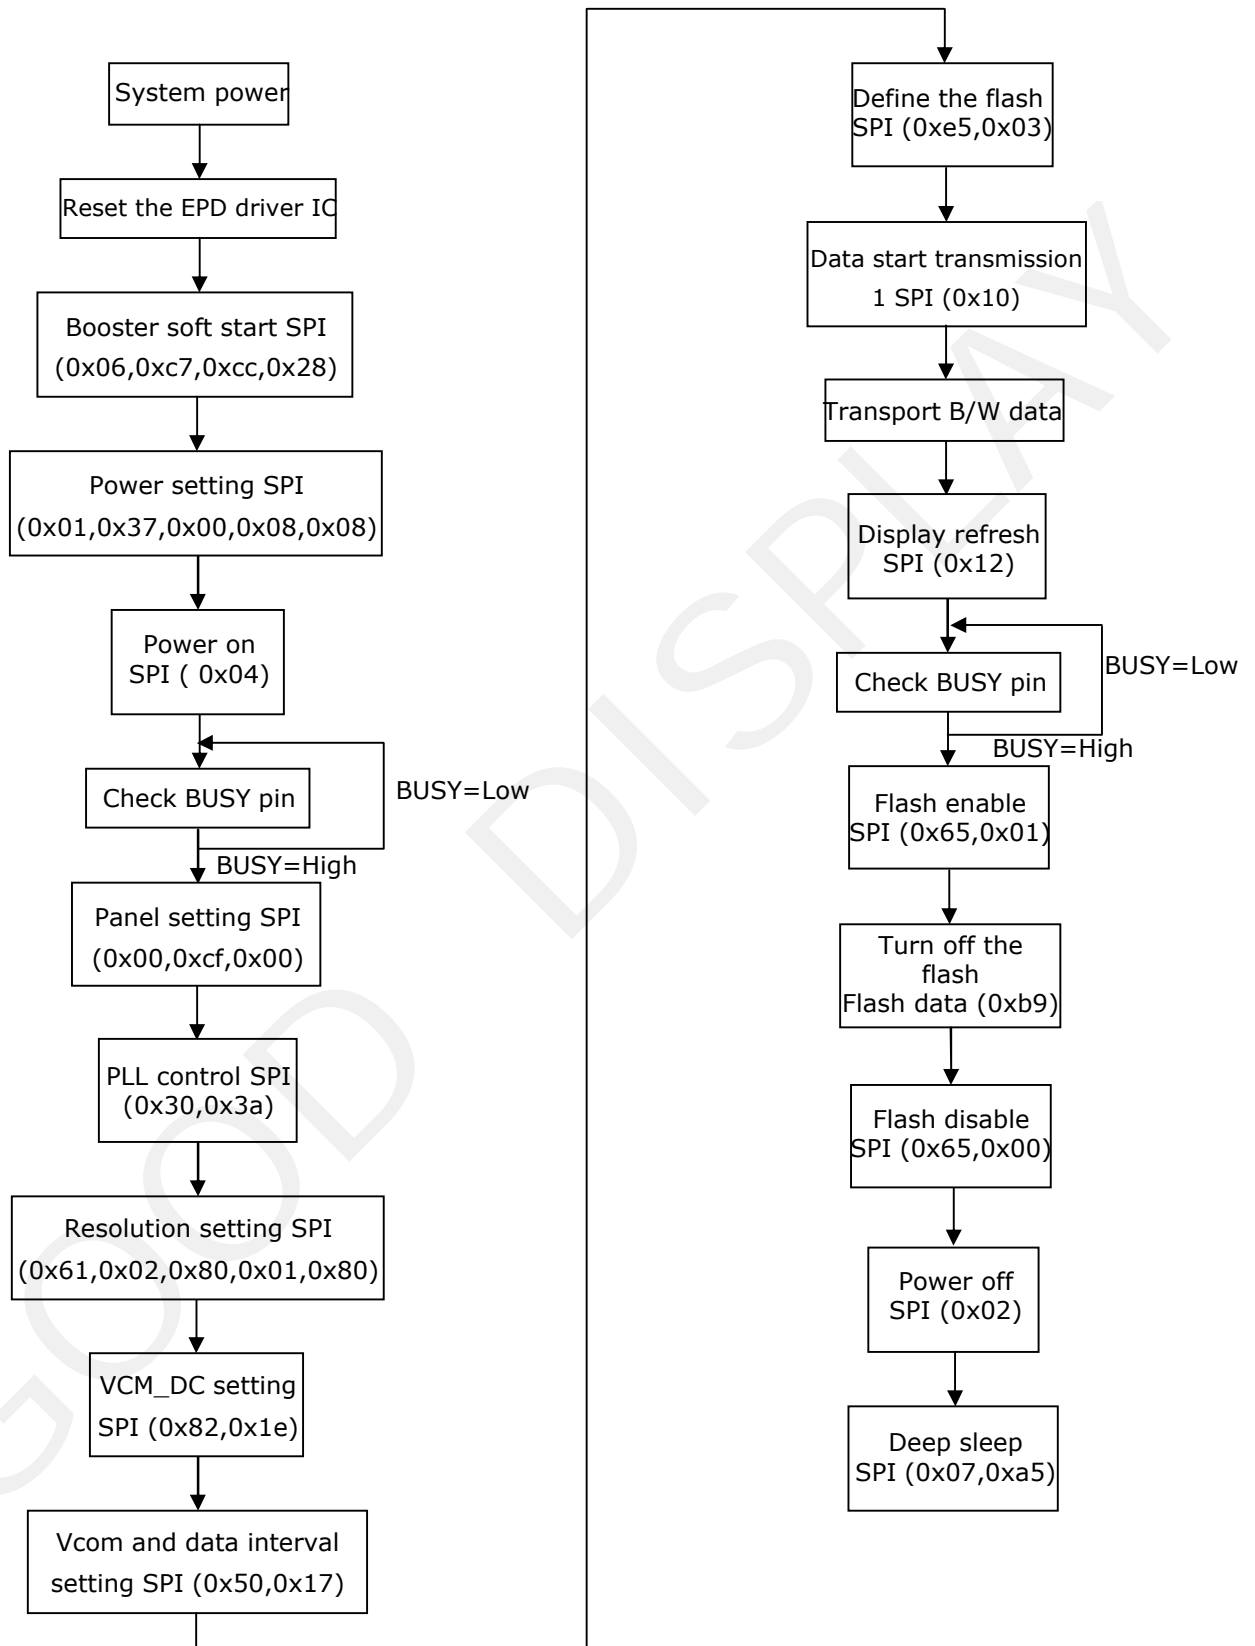 System power
Reset the EPD driver IC
Booster soft start SPI
(0x06,0xc7,0xcc,0x28)
Power setting SPI
(0x01,0x37,0x00,0x08,0x08)
Power on
SPI ( 0x04)
Check BUSY pin
BUSY=Low
BUSY=High
Panel setting SPI
(0x00,0xcf,0x00)
PLL control SPI
(0x30,0x3a)
Resolution setting SPI
(0x61,0x02,0x80,0x01,0x80)
VCM_DC setting
SPI (0x82,0x1e)
Vcom and data interval
setting SPI (0x50,0x17)
Define the flash
SPI (0xe5,0x03)
Data start transmission
1 SPI (0x10)
Transport B/W data
Display refresh
SPI (0x12)
Check BUSY pin
BUSY=Low
BUSY=High
Flash enable
SPI (0x65,0x01)
Turn off the
flash
Flash data (0xb9)
Flash disable
SPI (0x65,0x00)
Power off
SPI (0x02)
Deep sleep
SPI (0x07,0xa5)
GOOD DISPLAY